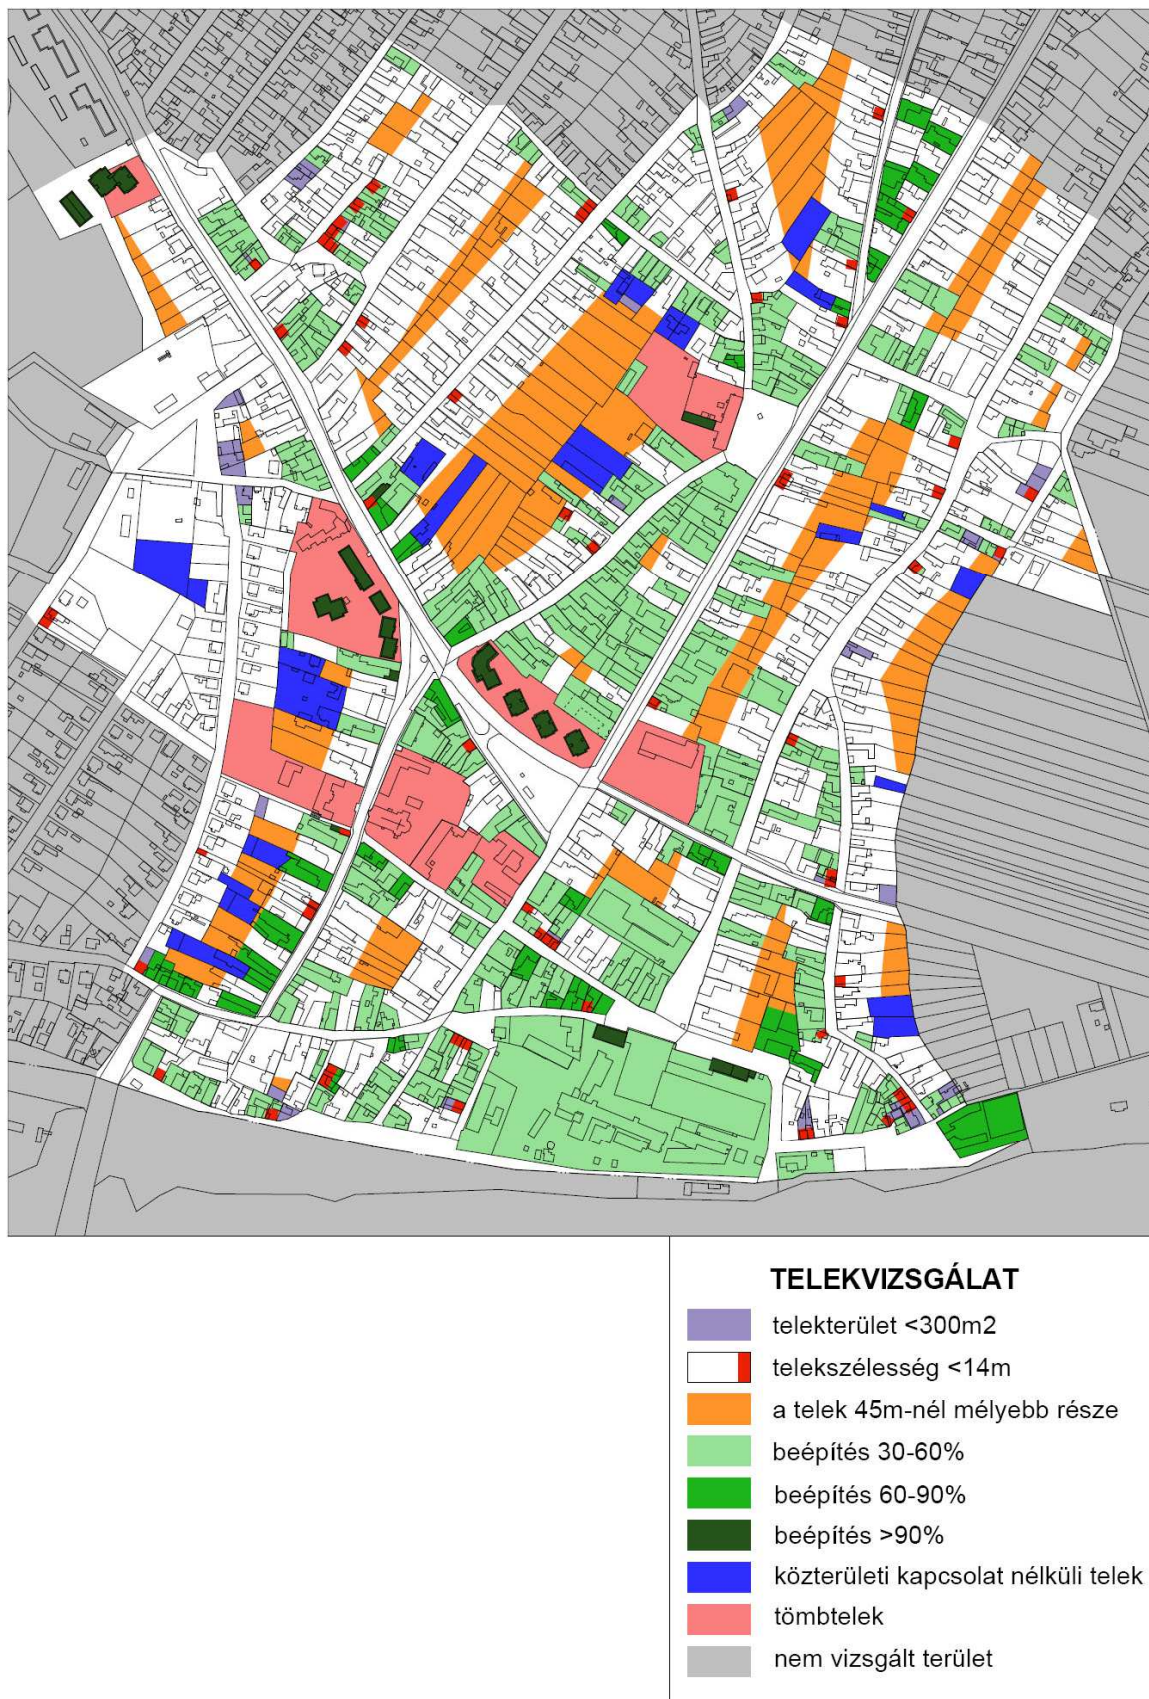 TELEKVIZSGÁLAT
telekterület <300m2
telekszélesség <14m
a telek 45m-nél mélyebb része
beépítés 30-60%
beépítés 60-90%
beépítés >90%
közterületi kapcsolat nélküli telek
tömbtelek
nem vizsgált terület